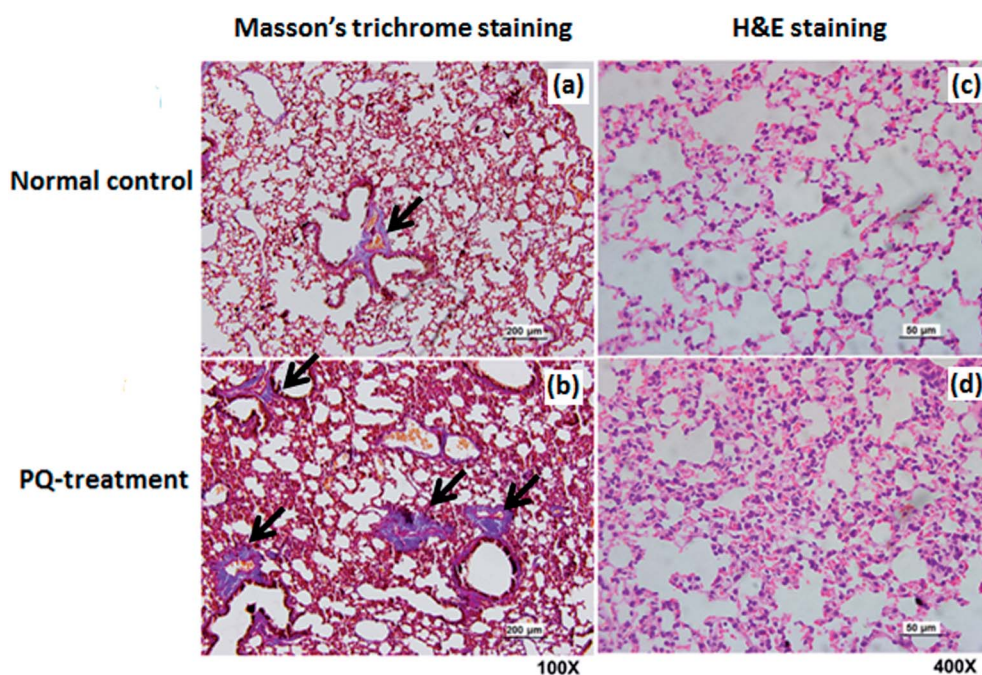 Masson's trichrome staining H&E staining
(a) (c)
Normal control
200 µm 50 µm
(b) (d)
PQ-treatment
200 µm 50 µm
100X 400X